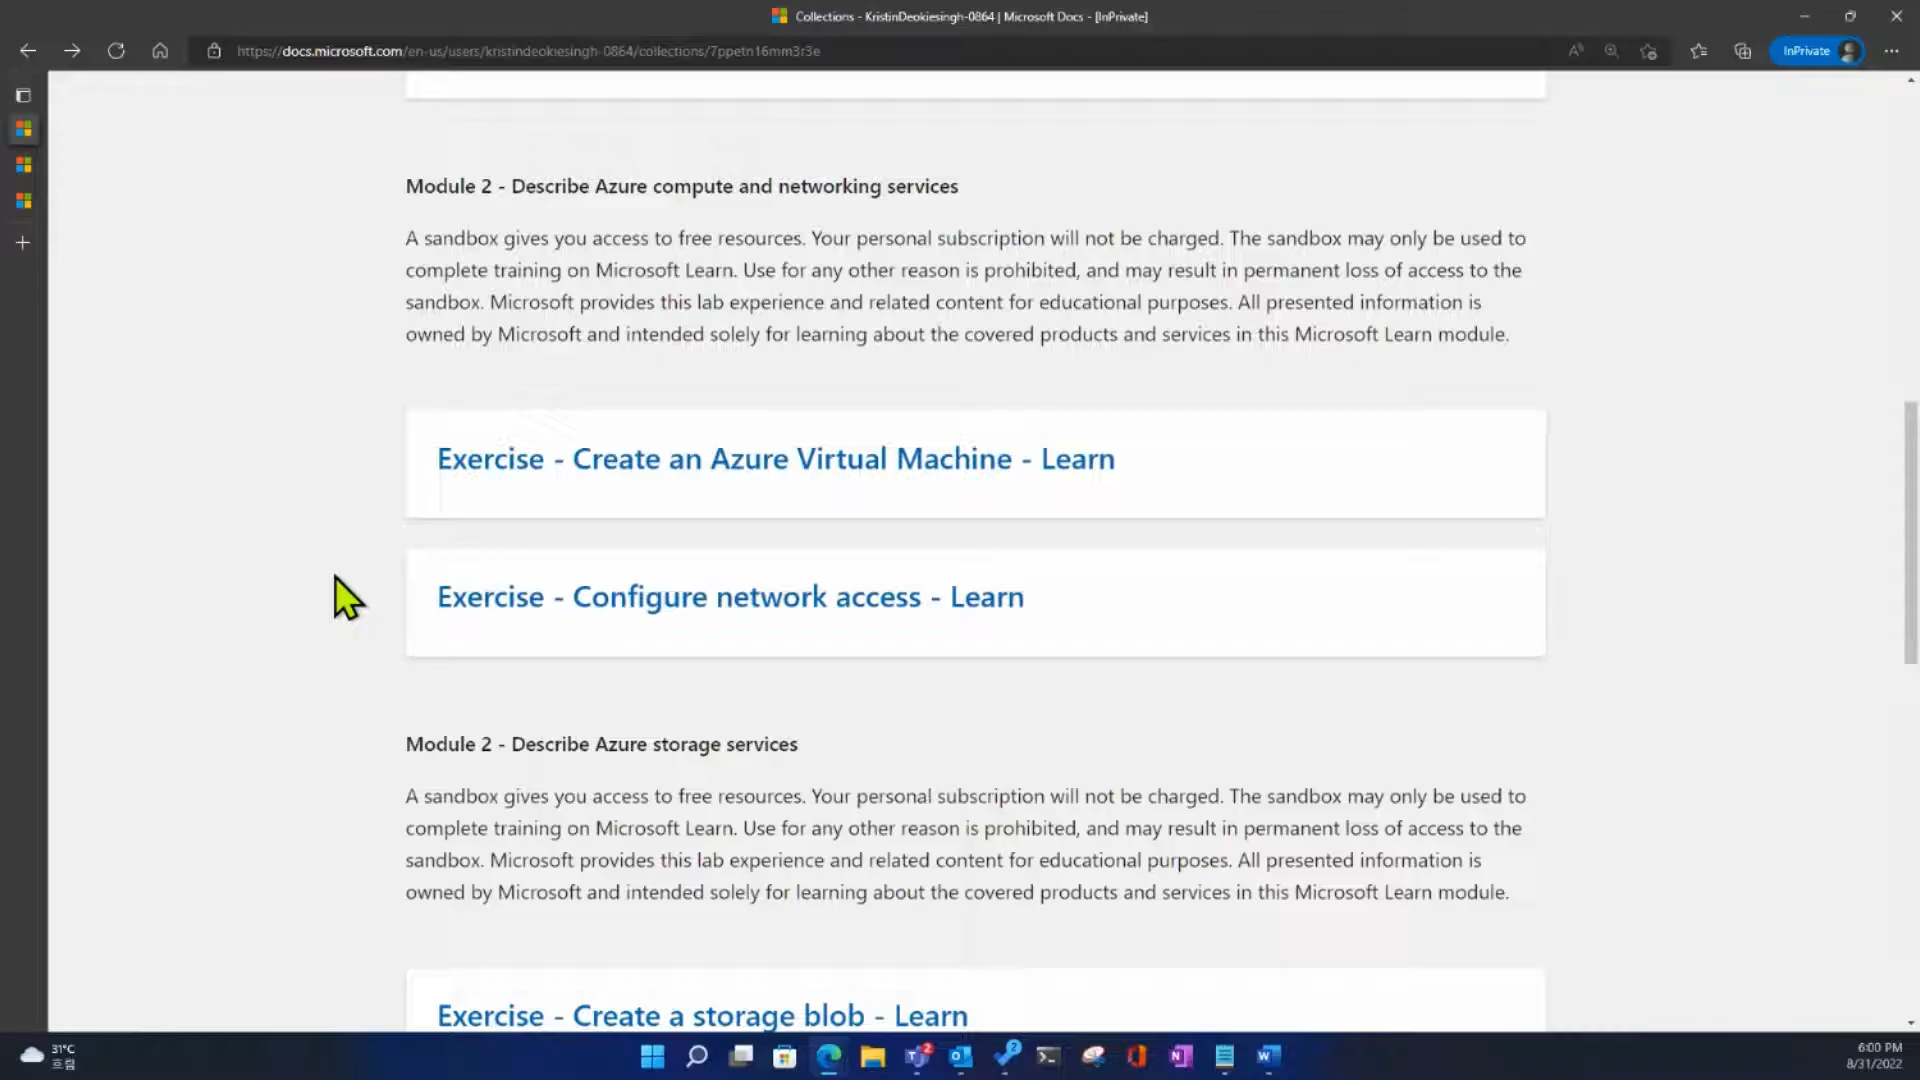 Collections - KristinDeokiesingh-0864 | Microsoft Docs - [InPrivate]
https://docs.microsoft.com/en-us/users/kristindeokiesingh-0864/collections/7ppetn16mm3r3e
InPrivate
Module 2 - Describe Azure compute and networking services
A sandbox gives you access to free resources. Your personal subscription will not be charged. The sandbox may only be used to
complete training on Microsoft Learn. Use for any other reason is prohibited, and may result in permanent loss of access to the
sandbox. Microsoft provides this lab experience and related content for educational purposes. All presented information is
owned by Microsoft and intended solely for learning about the covered products and services in this Microsoft Learn module.
Exercise - Create an Azure Virtual Machine - Learn
Exercise - Configure network access - Learn
Module 2 - Describe Azure storage services
A sandbox gives you access to free resources. Your personal subscription will not be charged. The sandbox may only be used to
complete training on Microsoft Learn. Use for any other reason is prohibited, and may result in permanent loss of access to the
sandbox. Microsoft provides this lab experience and related content for educational purposes. All presented information is
owned by Microsoft and intended solely for learning about the covered products and services in this Microsoft Learn module.
Exercise - Create a storage blob - Learn
31°C
흐림
2
2
6:00 PM
8/31/2022